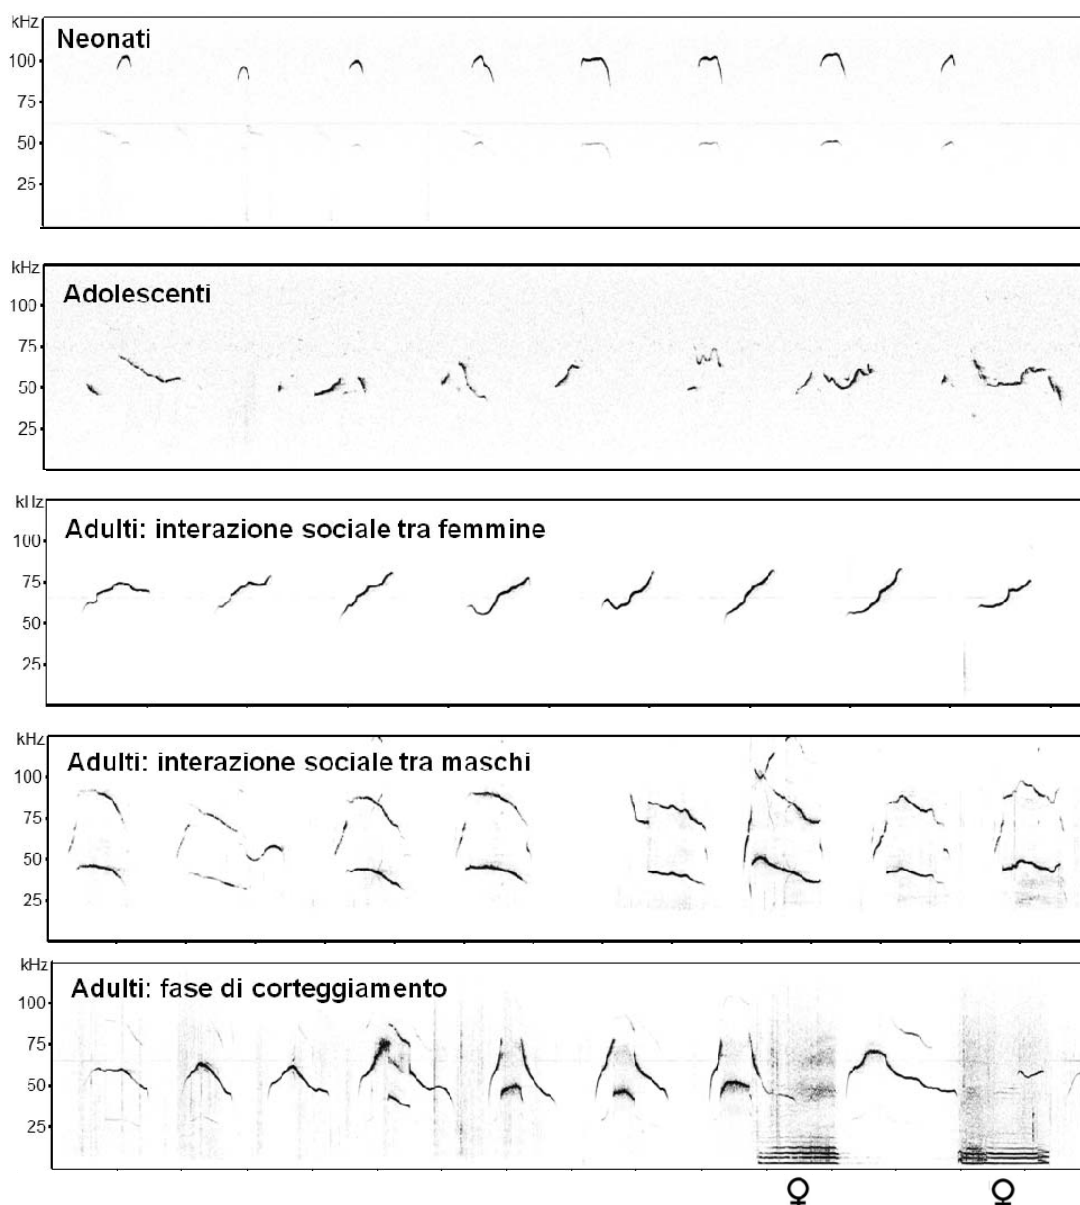 kHz
Neonati
100
75
50
25
kHz
Adolescenti
100
75
50
25
kHz
Adulti: interazione sociale tra femmine
100
75
50
25
kHz
Adulti: interazione sociale tra maschi
100
75
50
25
kHz
Adulti: fase di corteggiamento
100
75
50
25
♀ ♀